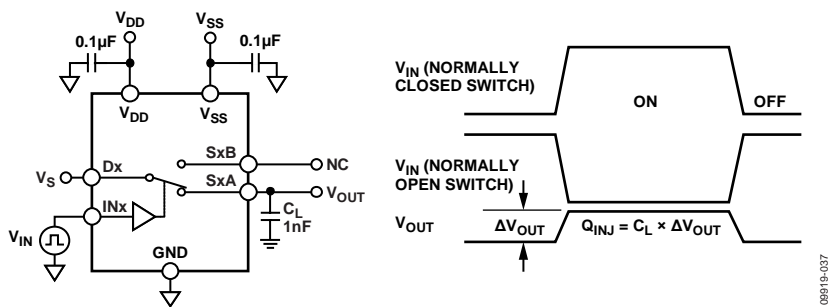 VDD
VSS
0.1µF
0.1µF
VDD
VSS
SxB
NC
VS
Dx
SxA
VOUT
INx
CL
1nF
VIN
GND
VIN (NORMALLY
CLOSED SWITCH)
ON
OFF
VIN (NORMALLY
OPEN SWITCH)
VOUT
ΔVOUT
QINJ = CL × ΔVOUT
09919-037